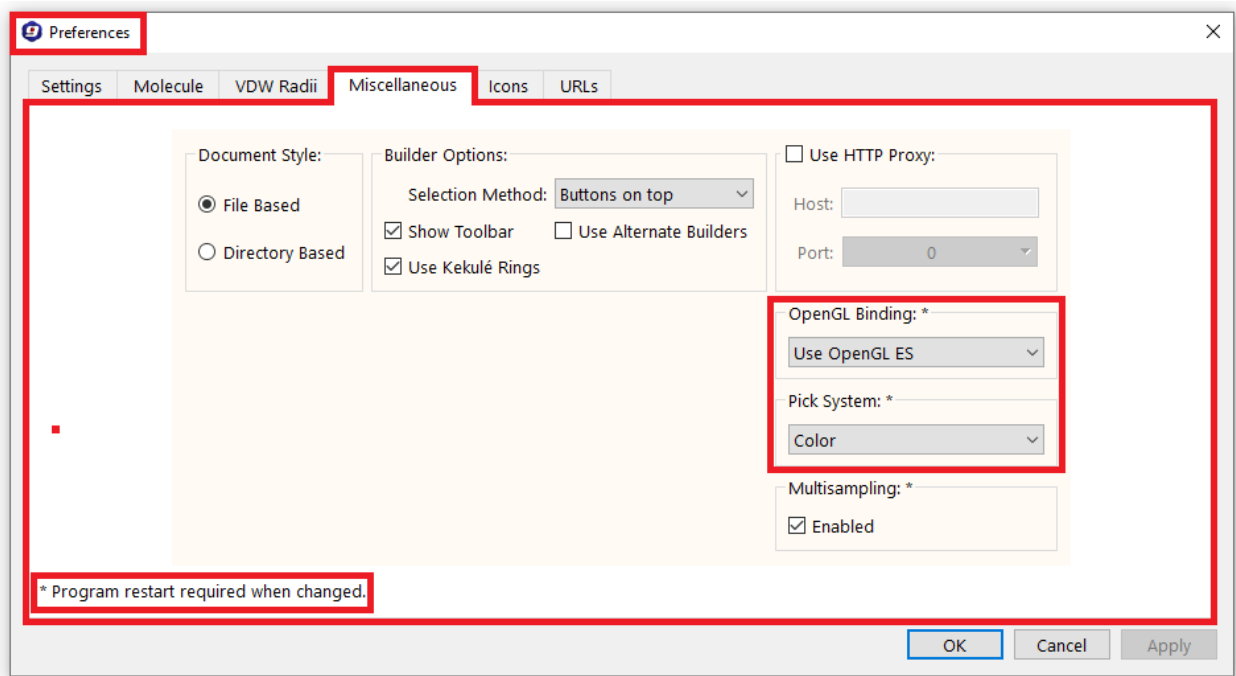 Preferences
Settings Molecule VDW Radii Miscellaneous Icons URLs
Document Style:
File Based
Directory Based
Builder Options:
Selection Method: Buttons on top
Show Toolbar Use Alternate Builders
Use Kekulé Rings
Use HTTP Proxy:
Host:
Port: 0
OpenGL Binding: *
Use OpenGL ES
Pick System: *
Color
Multisampling: *
Enabled
* Program restart required when changed.
OK Cancel Apply